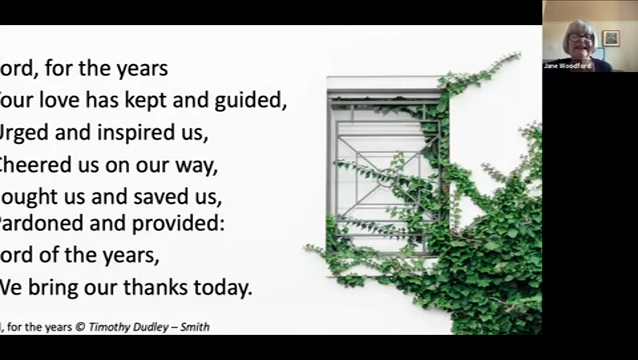 ord, for the years
our love has kept and guided,
Urged and inspired us,
Cheered us on our way,
ought us and saved us,
Pardoned and provided:
ord of the years,
We bring our thanks today.
l, for the years © Timothy Dudley – Smith
Jane Woodford